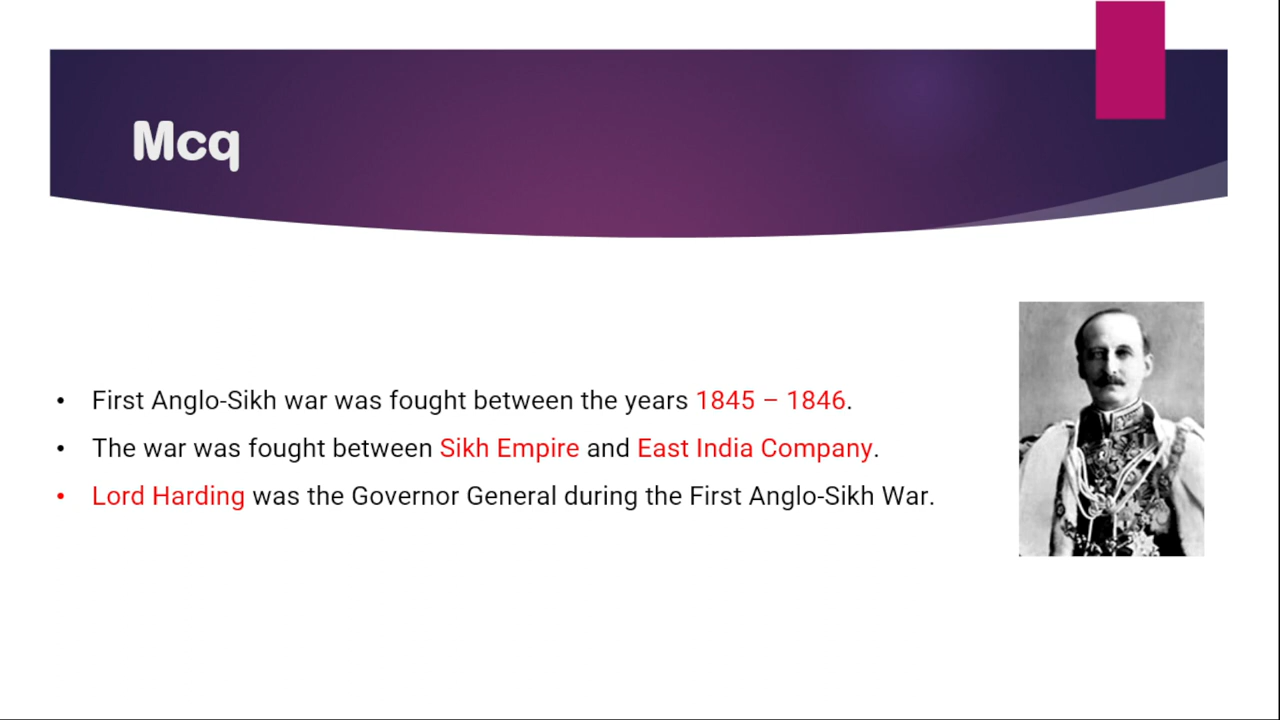 Mcq
• First Anglo-Sikh war was fought between the years 1845 – 1846.
• The war was fought between Sikh Empire and East India Company.
• Lord Harding was the Governor General during the First Anglo-Sikh War.